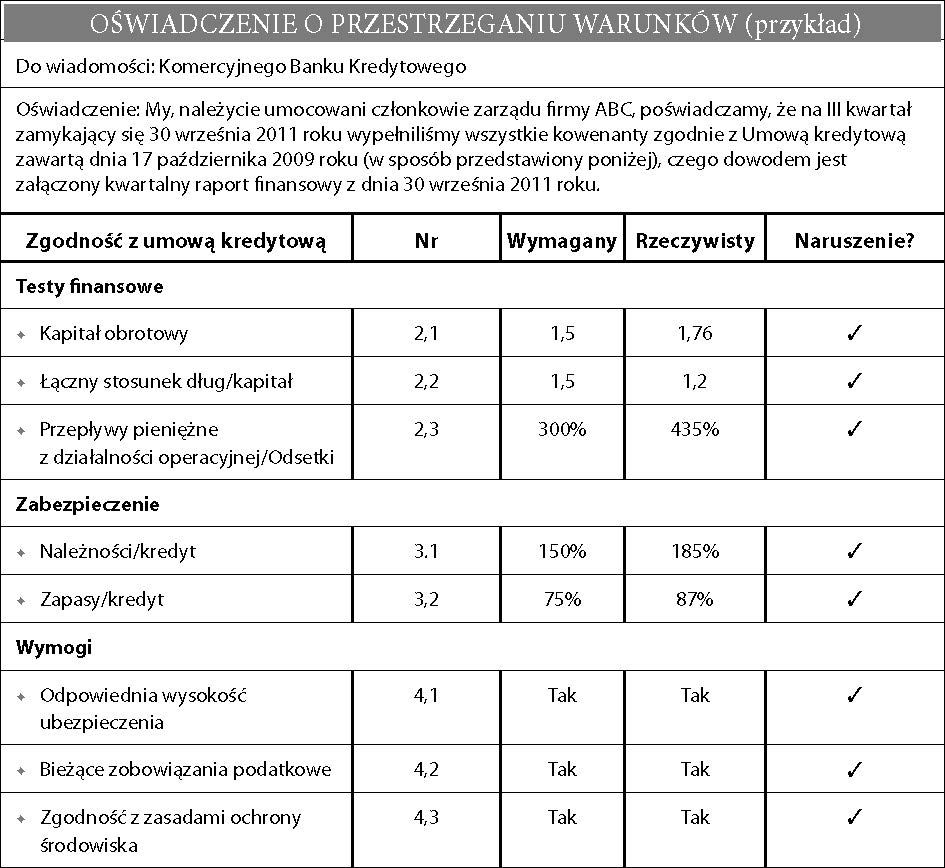 OŚWIADCZENIE O PRZESTRZEGANIU WARUNKÓW (przykład)
Do wiadomości: Komercyjnego Banku Kredytowego
Oświadczenie: My, należycie umocowani członkowie zarządu firmy ABC, poświadczamy, że na III kwartał
zamykający się 30 września 2011 roku wypełniliśmy wszystkie kowenanty zgodnie z Umową kredytową
zawartą dnia 17 października 2009 roku (w sposób przedstawiony poniżej), czego dowodem jest
załączony kwartalny raport finansowy z dnia 30 września 2011 roku.
Zgodność z umową kredytową Nr Wymagany Rzeczywisty Naruszenie?
Testy finansowe
✦ Kapitał obrotowy 2,1 1,5 1,76 ✓
✦ Łączny stosunek dług/kapitał 2,2 1,5 1,2 ✓
✦ Przepływy pieniężne 2,3 300% 435% ✓
z działalności operacyjnej/Odsetki
Zabezpieczenie
✦ Należności/kredyt 3.1 150% 185% ✓
✦ Zapasy/kredyt 3,2 75% 87% ✓
Wymogi
✦ Odpowiednia wysokość 4,1 Tak Tak ✓
ubezpieczenia
✦ Bieżące zobowiązania podatkowe 4,2 Tak Tak ✓
✦ Zgodność z zasadami ochrony 4,3 Tak Tak ✓
środowiska